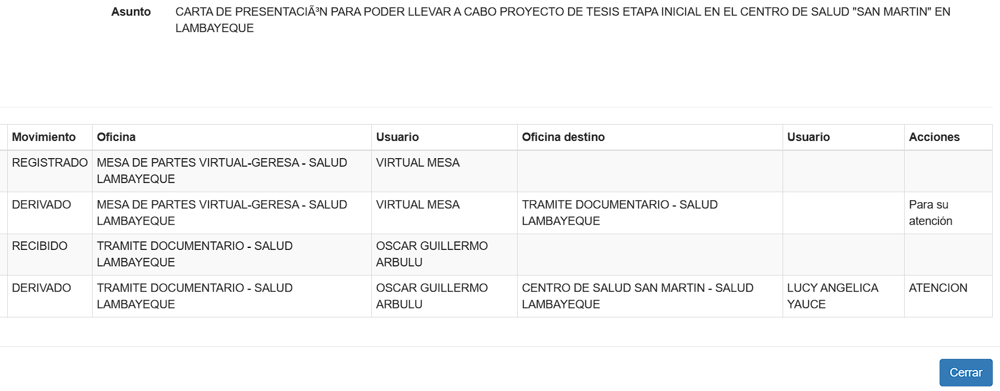 Asunto CARTA DE PRESENTACIÃ³N PARA PODER LLEVAR A CABO PROYECTO DE TESIS ETAPA INICIAL EN EL CENTRO DE SALUD "SAN MARTIN" EN
LAMBAYEQUE
Movimiento Oficina Usuario Oficina destino Usuario Acciones
REGISTRADO MESA DE PARTES VIRTUAL-GERESA - SALUD VIRTUAL MESA
LAMBAYEQUE
DERIVADO MESA DE PARTES VIRTUAL-GERESA - SALUD VIRTUAL MESA TRAMITE DOCUMENTARIO - SALUD Para su
LAMBAYEQUE LAMBAYEQUE atención
RECIBIDO TRAMITE DOCUMENTARIO - SALUD OSCAR GUILLERMO
LAMBAYEQUE ARBULU
DERIVADO TRAMITE DOCUMENTARIO - SALUD OSCAR GUILLERMO CENTRO DE SALUD SAN MARTIN - SALUD LUCY ANGELICA ATENCION
LAMBAYEQUE ARBULU LAMBAYEQUE YAUCE
Cerrar